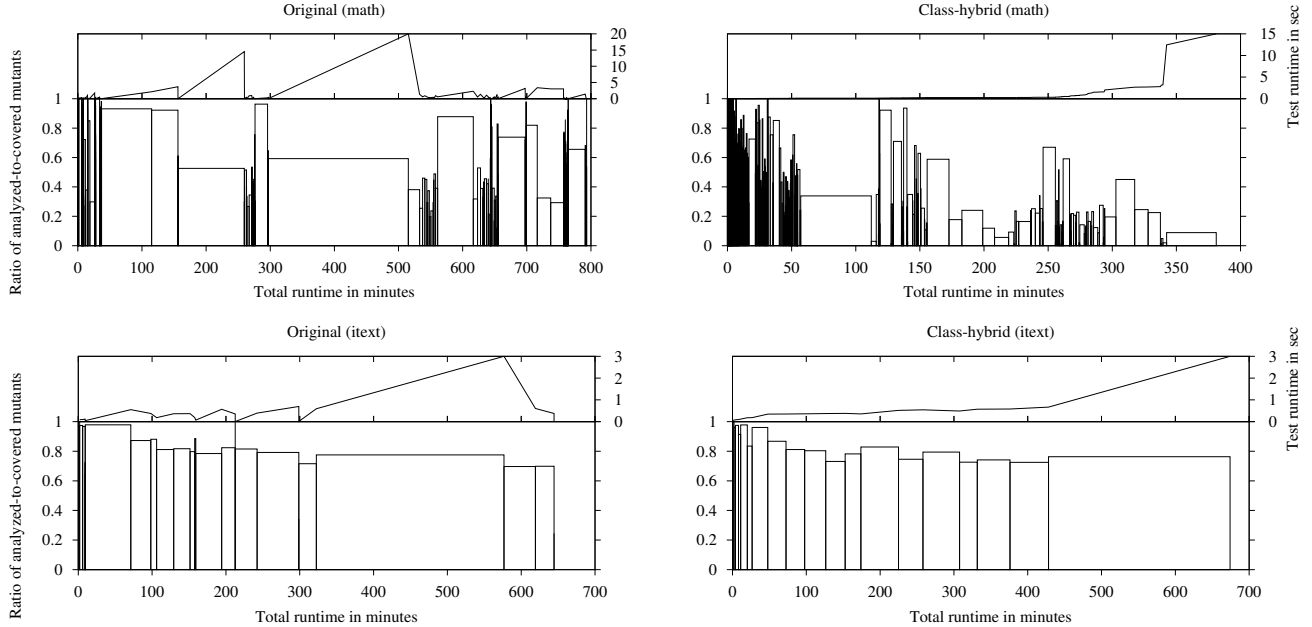 Original (math)
20
15
10
5
0
1
0.8
0.6
0.4
0.2
0
0 100 200 300 400 500 600 700 800
Total runtime in minutes
Ratio of analyzed-to-covered mutants
Class-hybrid (math)
15
10
5
0
Test runtime in sec
1
0.8
0.6
0.4
0.2
0
0 50 100 150 200 250 300 350 400
Total runtime in minutes
Original (itext)
3
2
1
0
1
0.8
0.6
0.4
0.2
0
0 100 200 300 400 500 600 700
Total runtime in minutes
Ratio of analyzed-to-covered mutants
Class-hybrid (itext)
3
2
1
0
Test runtime in sec
1
0.8
0.6
0.4
0.2
0
0 100 200 300 400 500 600 700
Total runtime in minutes